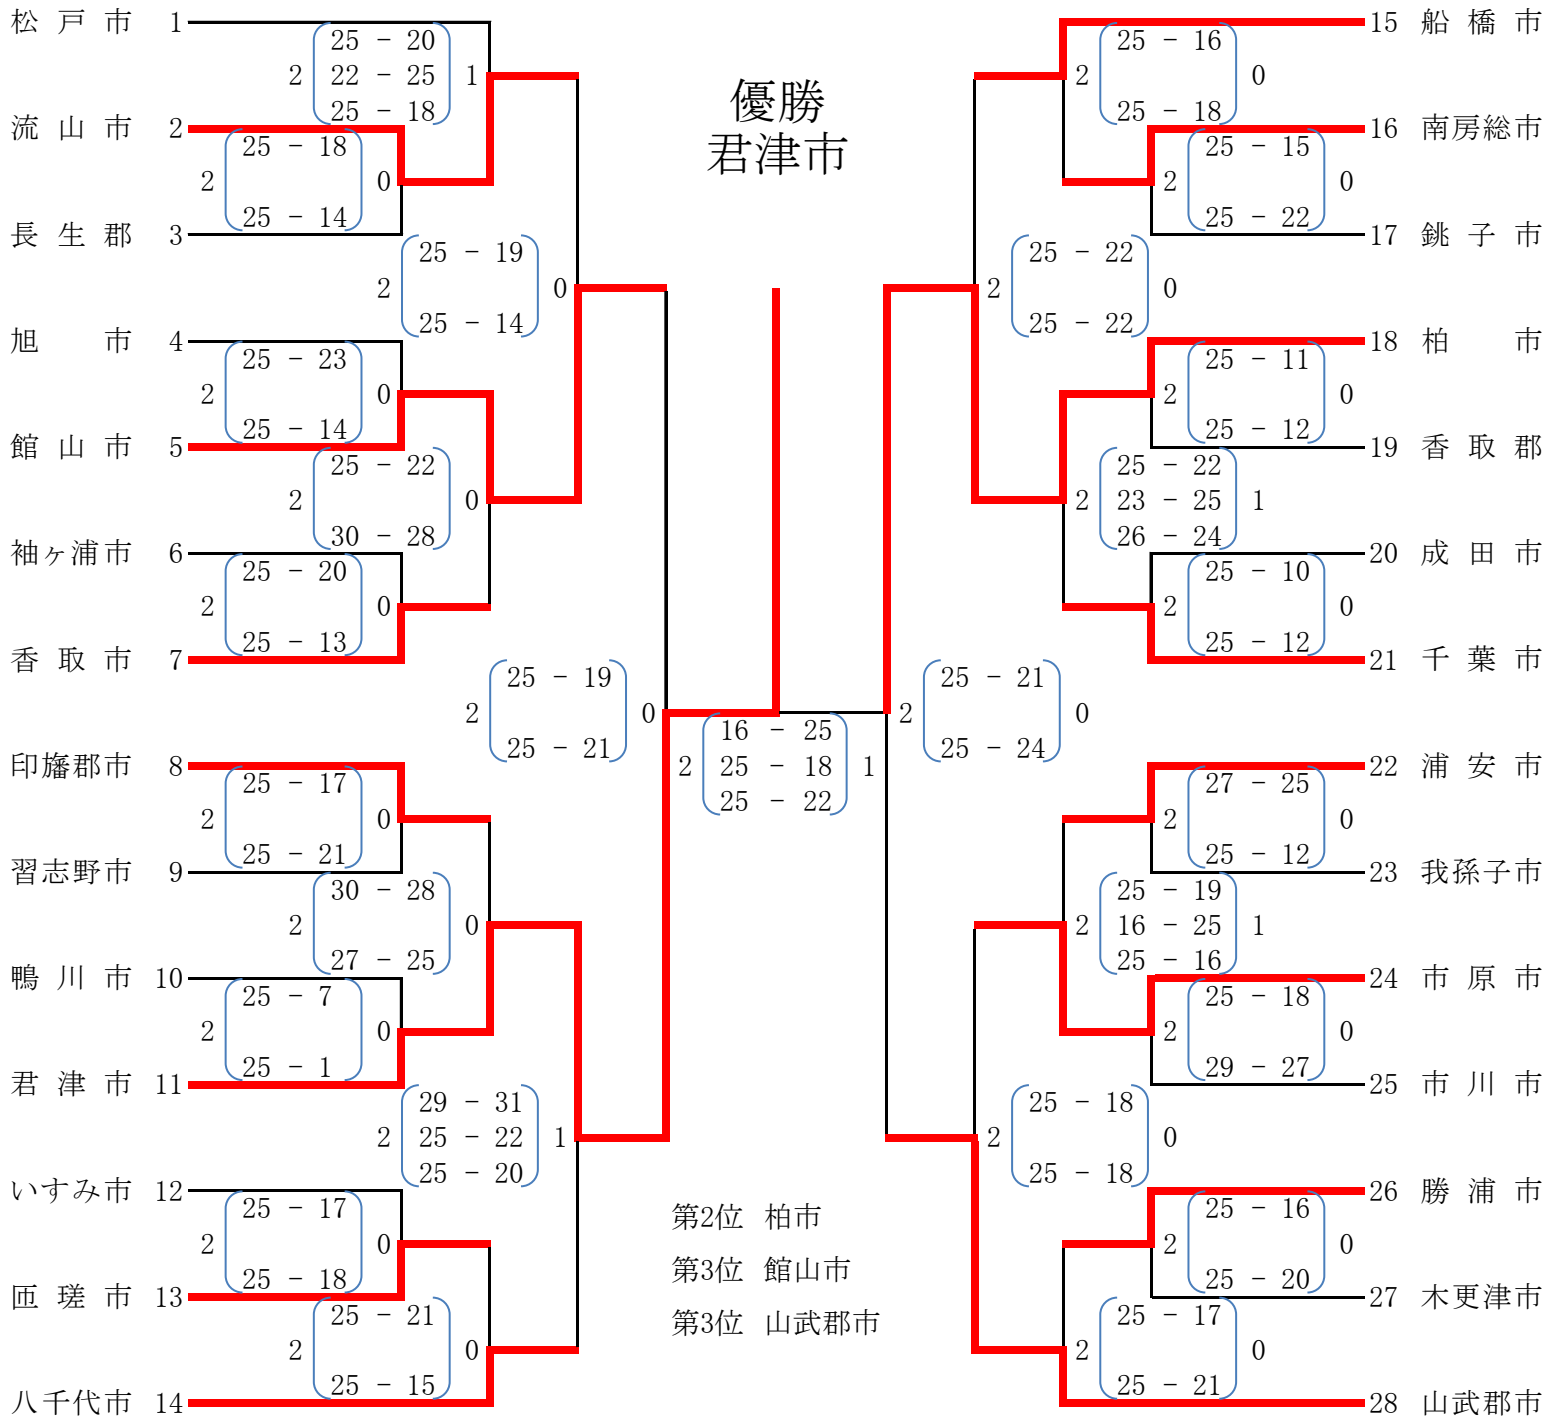 優勝
君津市
松戸市 1
流山市 2
長生郡 3
旭市 4
館山市 5
袖ヶ浦市 6
香取市 7
印旛郡市 8
習志野市 9
鴨川市 10
君津市 11
いすみ市 12
匝瑳市 13
八千代市 14
2 25 - 20 1
22 - 25
25 - 18
2 25 - 18 0
25 - 14
2 25 - 19 0
25 - 14
2 25 - 23 0
25 - 14
2 25 - 22 0
30 - 28
2 25 - 20 0
25 - 13
2 25 - 19 0
25 - 21
2 25 - 17 0
25 - 21
2 30 - 28 0
27 - 25
2 25 - 7 0
25 - 1
2 29 - 31 1
25 - 22
25 - 20
2 25 - 17 0
25 - 18
2 25 - 21 0
25 - 15
2 16 - 25 1
25 - 18
25 - 22
15 船橋市
16 南房総市
17 銚子市
18 柏市
19 香取郡
20 成田市
21 千葉市
22 浦安市
23 我孫子市
24 市原市
25 市川市
26 勝浦市
27 木更津市
28 山武郡市
2 25 - 16 0
25 - 18
2 25 - 15 0
25 - 22
2 25 - 22 0
25 - 22
2 25 - 11 0
25 - 12
2 25 - 22 1
23 - 25
26 - 24
2 25 - 10 0
25 - 12
2 25 - 21 0
25 - 24
2 27 - 25 0
25 - 12
2 25 - 19 1
16 - 25
25 - 16
2 25 - 18 0
29 - 27
2 25 - 18 0
25 - 18
2 25 - 16 0
25 - 20
2 25 - 17 0
25 - 21
第2位 柏市
第3位 館山市
第3位 山武郡市